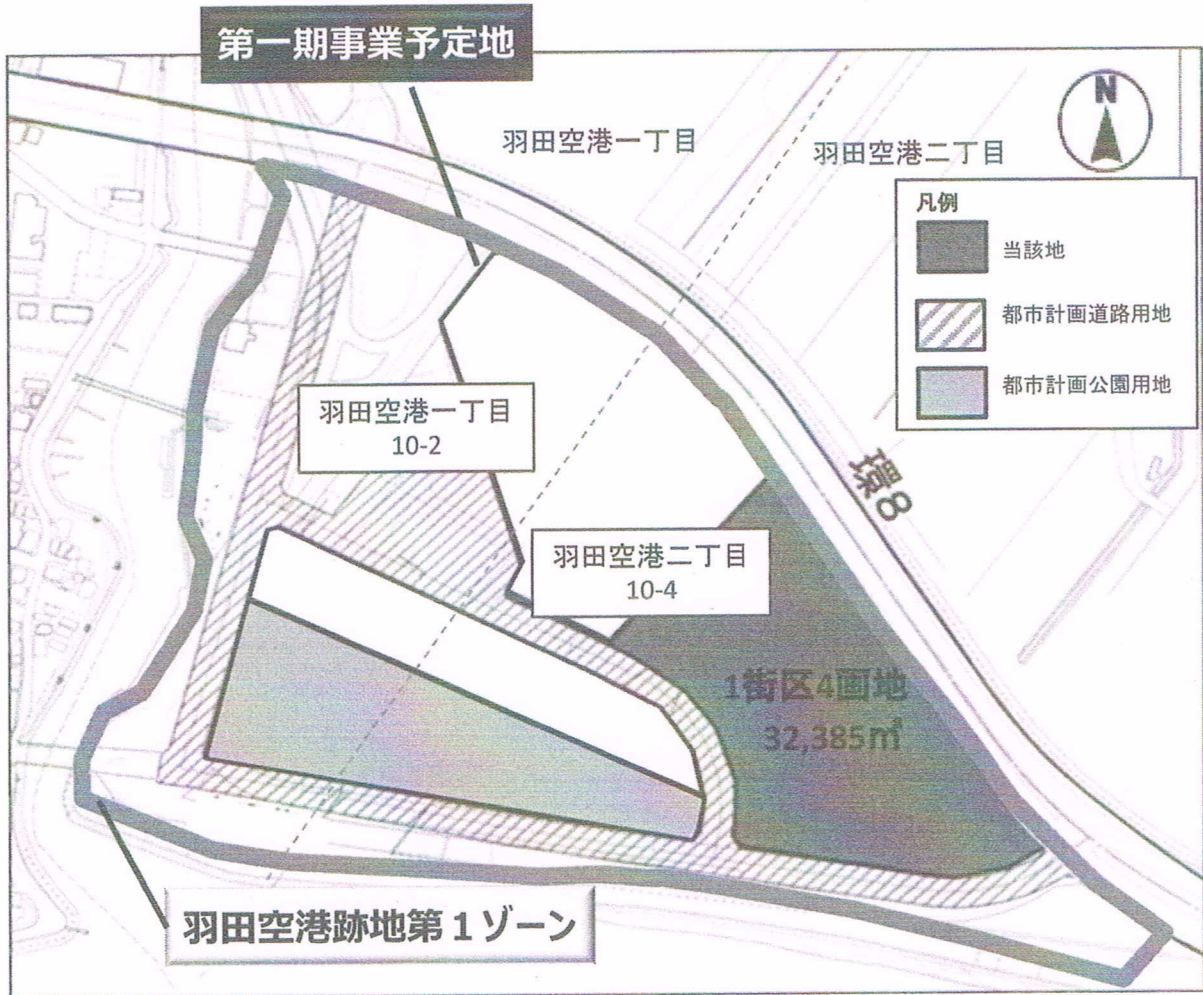 第一期事業予定地
羽田空港一丁目
羽田空港二丁目
N
凡例
当該地
都市計画道路用地
都市計画公園用地
環8
羽田空港一丁目
10-2
羽田空港二丁目
10-4
1街区4画地
32,385㎡
羽田空港跡地第1ゾーン